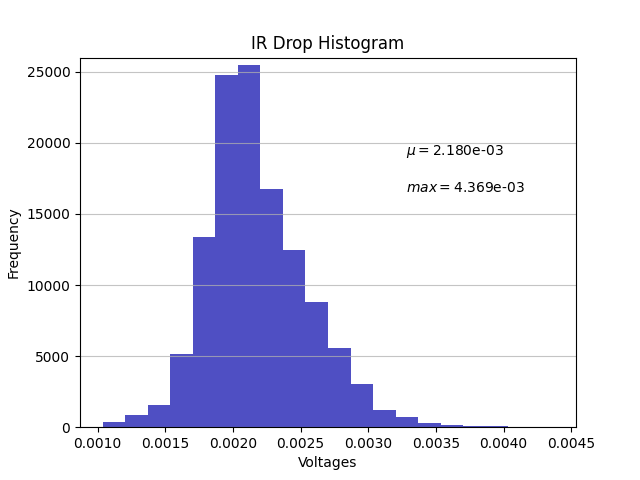 IR Drop Histogram
25000
20000
15000
10000
5000
0
Frequency
μ = 2.180e-03
max = 4.369e-03
0.0010 0.0015 0.0020 0.0025 0.0030 0.0035 0.0040 0.0045
Voltages